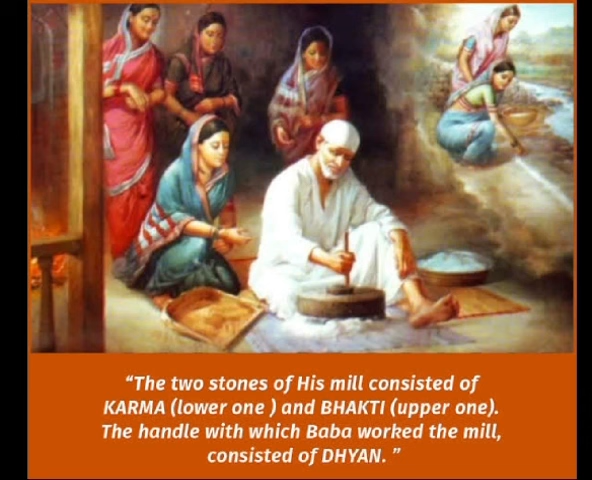 “The two stones of His mill consisted of
KARMA (lower one ) and BHAKTI (upper one).
The handle with which Baba worked the mill,
consisted of DHYAN. ”